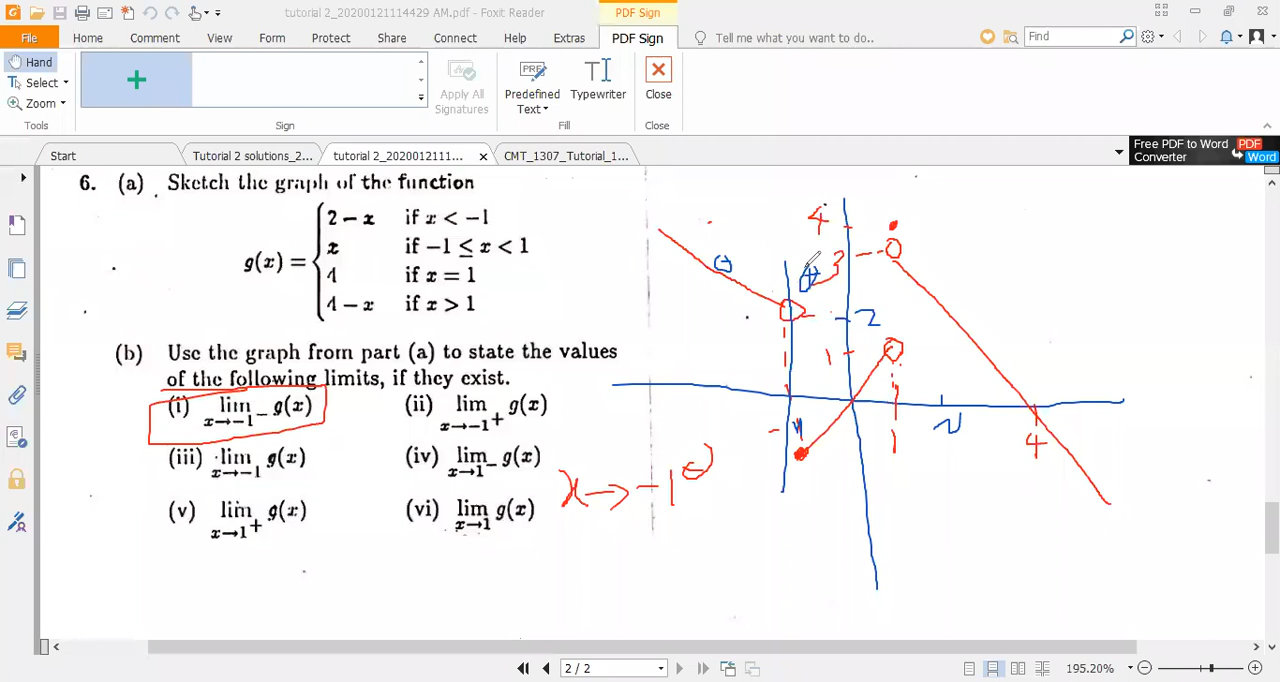 tutorial 2_20200121114429 AM.pdf - Foxit Reader
PDF Sign
File Home Comment View Form Protect Share Connect Help Extras PDF Sign Tell me what you want to do.. Find
Hand
Select
Zoom
Tools
Sign
Apply All Signatures
PRE Predefined Text
Typewriter
Fill
Close
Close
Start
Tutorial 2 solutions_2...
tutorial 2_2020012111...
CMT_1307_Tutorial_1...
Free PDF to Word Converter
PDF
Word
6. (a) Sketch the graph of the function
g(x) = { 2 − x if x < −1
x if −1 ≤ x < 1
4 if x = 1
4 − x if x > 1
(b) Use the graph from part (a) to state the values
of the following limits, if they exist.
(i) lim x→−1− g(x) (ii) lim x→−1+ g(x)
(iii) lim x→−1 g(x) (iv) lim x→1− g(x)
(v) lim x→1+ g(x) (vi) lim x→1 g(x)
x → −1 −
4
3
2
1
1
2
4
2 / 2
195.20%